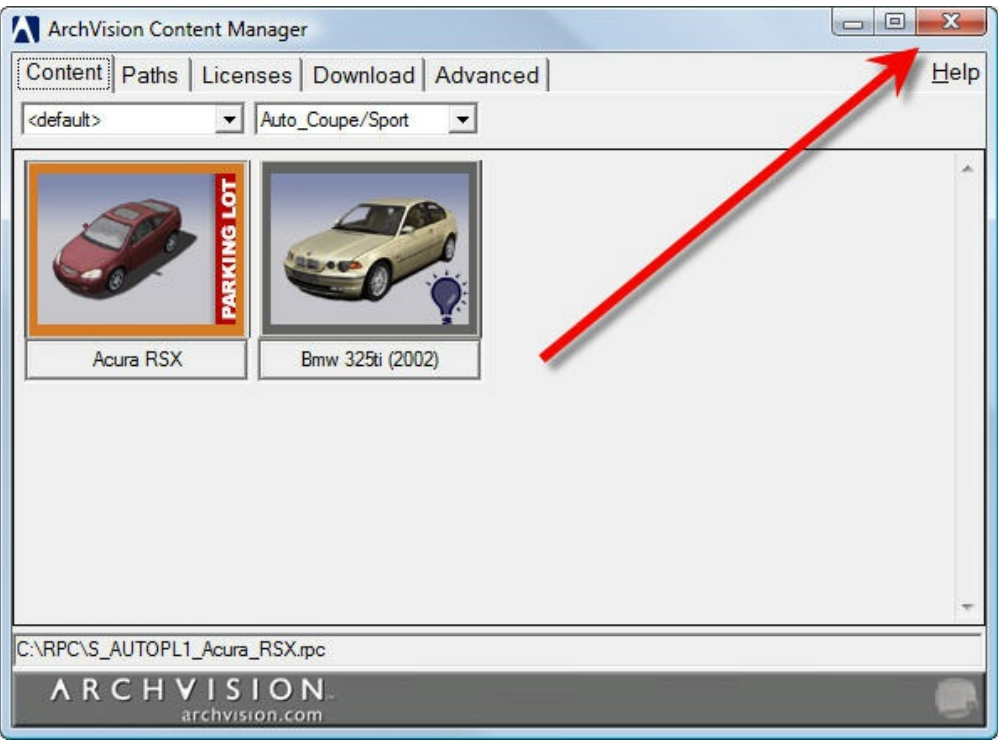 ArchVision Content Manager
Content Paths Licenses Download Advanced Help
<default> Auto_Coupe/Sport
PARKING LOT
Acura RSX Bmw 325ti (2002)
C:\RPC\S_AUTOPL1_Acura_RSX.rpc
ARCHVISION
archvision.com